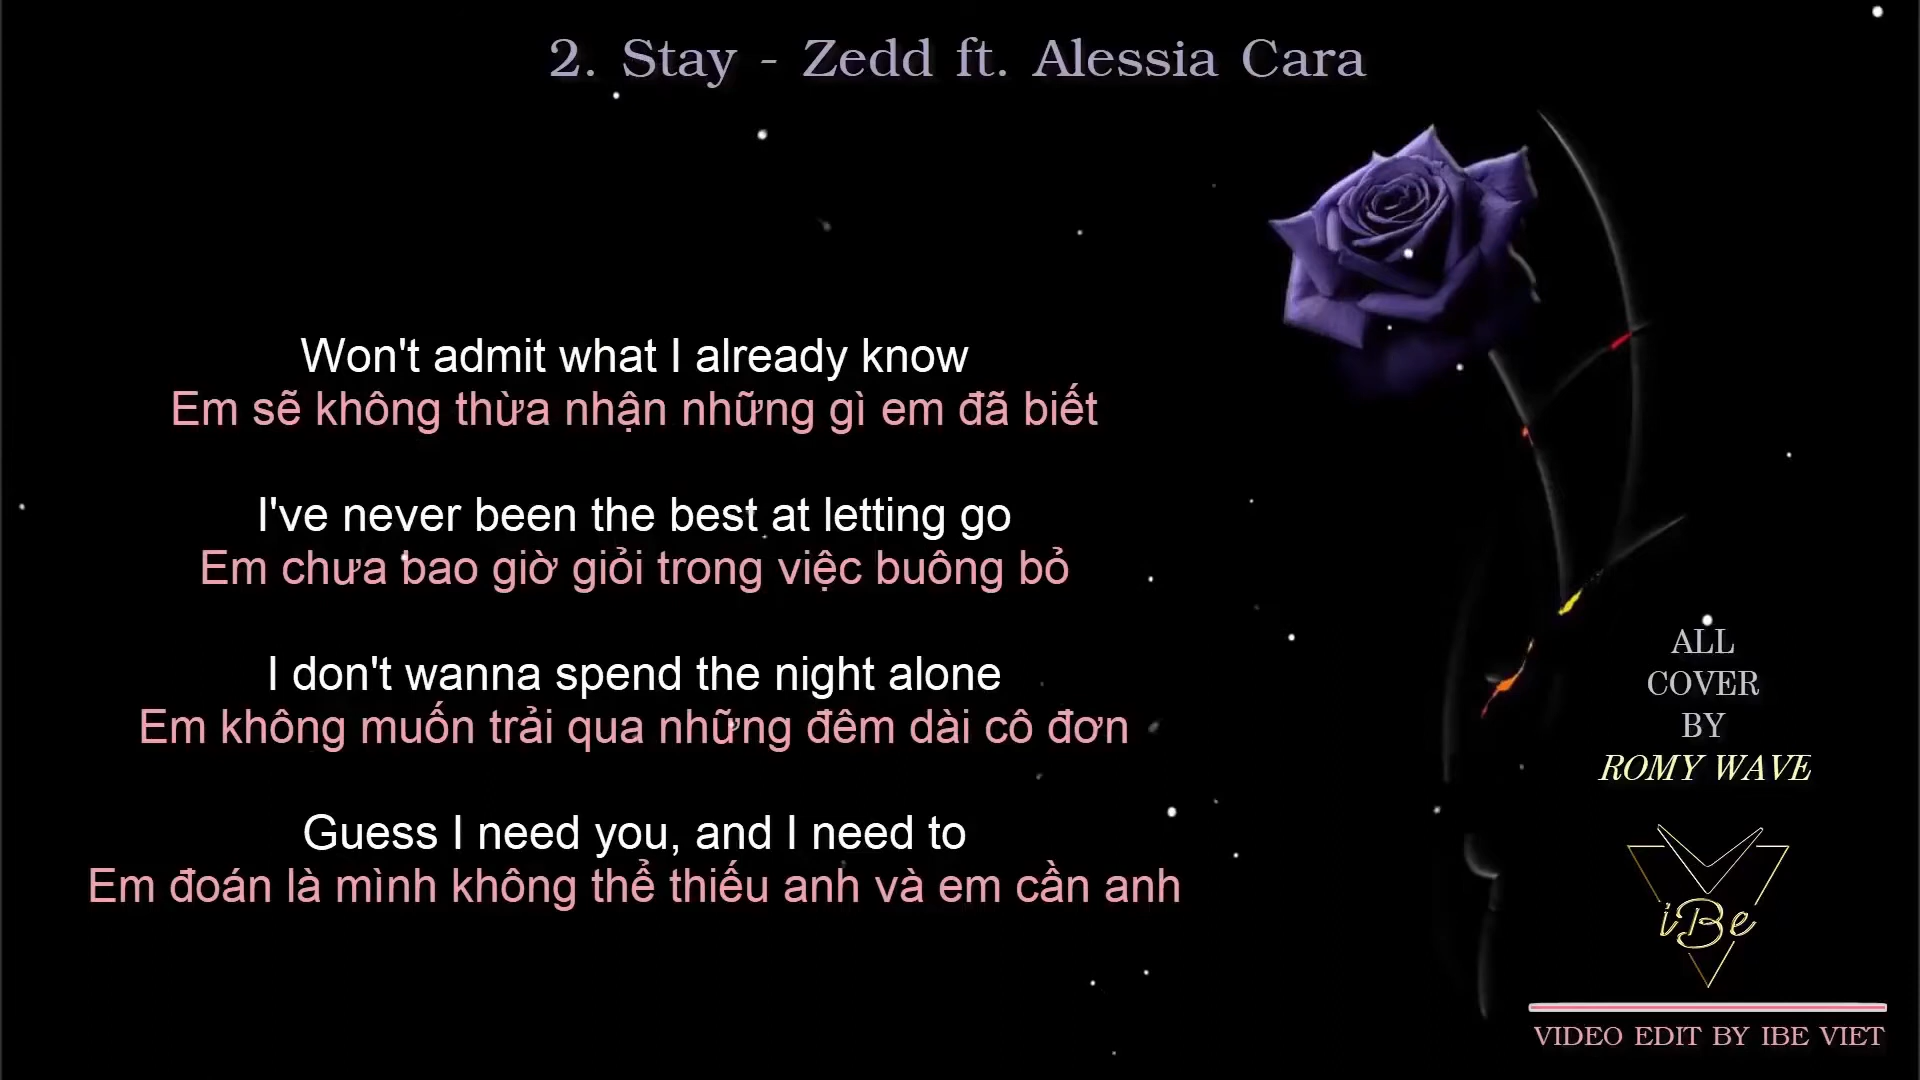 2. Stay - Zedd ft. Alessia Cara
Won't admit what I already know
Em sẽ không thừa nhận những gì em đã biết
I've never been the best at letting go
Em chưa bao giờ giỏi trong việc buông bỏ
I don't wanna spend the night alone
Em không muốn trải qua những đêm dài cô đơn
Guess I need you, and I need to
Em đoán là mình không thể thiếu anh và em cần anh
ALL
COVER
BY
ROMY WAVE
iBe
VIDEO EDIT BY IBE VIET